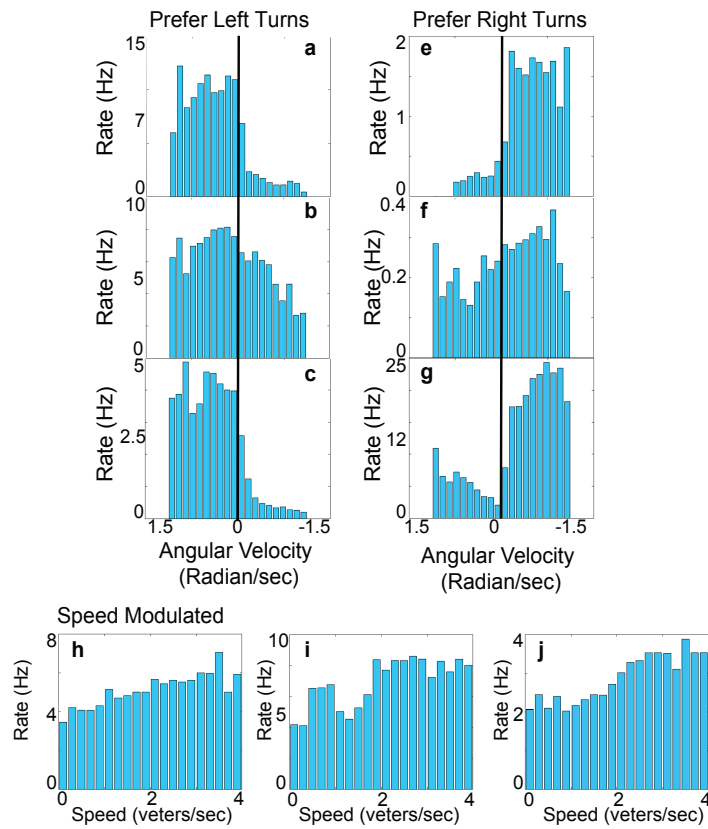 Prefer Left Turns
Prefer Right Turns
a
15
7
0
Rate (Hz)
e
2
1
0
Rate (Hz)
b
10
5
0
Rate (Hz)
f
0.4
0.2
0
Rate (Hz)
c
5
2.5
0
Rate (Hz)
g
25
12
0
Rate (Hz)
1.5 0 -1.5
Angular Velocity
(Radian/sec)
1.5 0 -1.5
Angular Velocity
(Radian/sec)
Speed Modulated
h
8
4
0
Rate (Hz)
0 2 4
Speed (veters/sec)
i
10
5
0
Rate (Hz)
0 2 4
Speed (veters/sec)
j
4
2
0
Rate (Hz)
0 2 4
Speed (veters/sec)